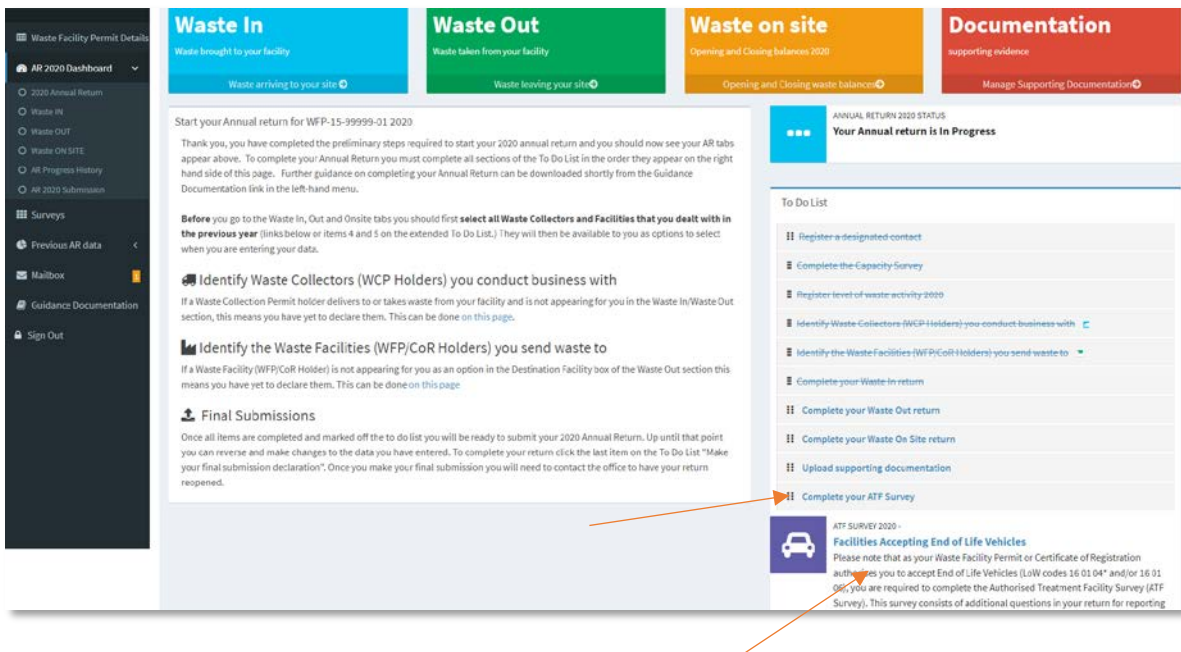 Waste Facility Permit Details
AR 2020 Dashboard
2020 Annual Return
Waste IN
Waste OUT
Waste ON SITE
AR Progress History
AR 2020 Submission
Surveys
Previous AR data
Mailbox
Guidance Documentation
Sign Out
Waste In
Waste brought to your facility
Waste arriving to your site
Waste Out
Waste taken from your facility
Waste leaving your site
Waste on site
Opening and Closing balances 2020
Opening and Closing waste balances
Documentation
supporting evidence
Manage Supporting Documentation
Start your Annual return for WFP-15-99999-01 2020
Thank you, you have completed the preliminary steps required to start your 2020 annual return and you should now see your AR tabs
appear above. To complete your Annual Return you must complete all sections of the To Do List in the order they appear on the right
hand side of this page. Further guidance on completing your Annual Return can be downloaded shortly from the Guidance
Documentation link in the left-hand menu.
Before you go to the Waste In, Out and Onsite tabs you should first select all Waste Collectors and Facilities that you dealt with in
the previous year (links below or items 4 and 5 on the extended To Do List.) They will then be available to you as options to select
when you are entering your data.
Identify Waste Collectors (WCP Holders) you conduct business with
If a Waste Collection Permit holder delivers to or takes waste from your facility and is not appearing for you in the Waste In/Waste Out
section, this means you have yet to declare them. This can be done on this page.
Identify the Waste Facilities (WFP/CoR Holders) you send waste to
If a Waste Facility (WFP/CoR Holder) is not appearing for you as an option in the Destination Facility box of the Waste Out section this
means you have yet to declare them. This can be done on this page
Final Submissions
Once all items are completed and marked off the to do list you will be ready to submit your 2020 Annual Return. Up until that point
you can reverse and make changes to the data you have entered. To complete your return click the last item on the To Do List "Make
your final submission declaration". Once you make your final submission you will need to contact the office to have your return
reopened.
ANNUAL RETURN 2020 STATUS
Your Annual return is In Progress
To Do List
Register a designated contact
Complete the Capacity Survey
Register level of waste activity 2020
Identify Waste Collectors (WCP Holders) you conduct business with
Identify the Waste Facilities (WFP/CoR Holders) you send waste to
Complete your Waste In return
Complete your Waste Out return
Complete your Waste On Site return
Upload supporting documentation
Complete your ATF Survey
ATF SURVEY 2020 -
Facilities Accepting End of Life Vehicles
Please note that as your Waste Facility Permit or Certificate of Registration
authorizes you to accept End of Life Vehicles (LoW codes 16 01 04* and/or 16 01
06), you are required to complete the Authorised Treatment Facility Survey (ATF
Survey). This survey consists of additional questions in your return for reporting